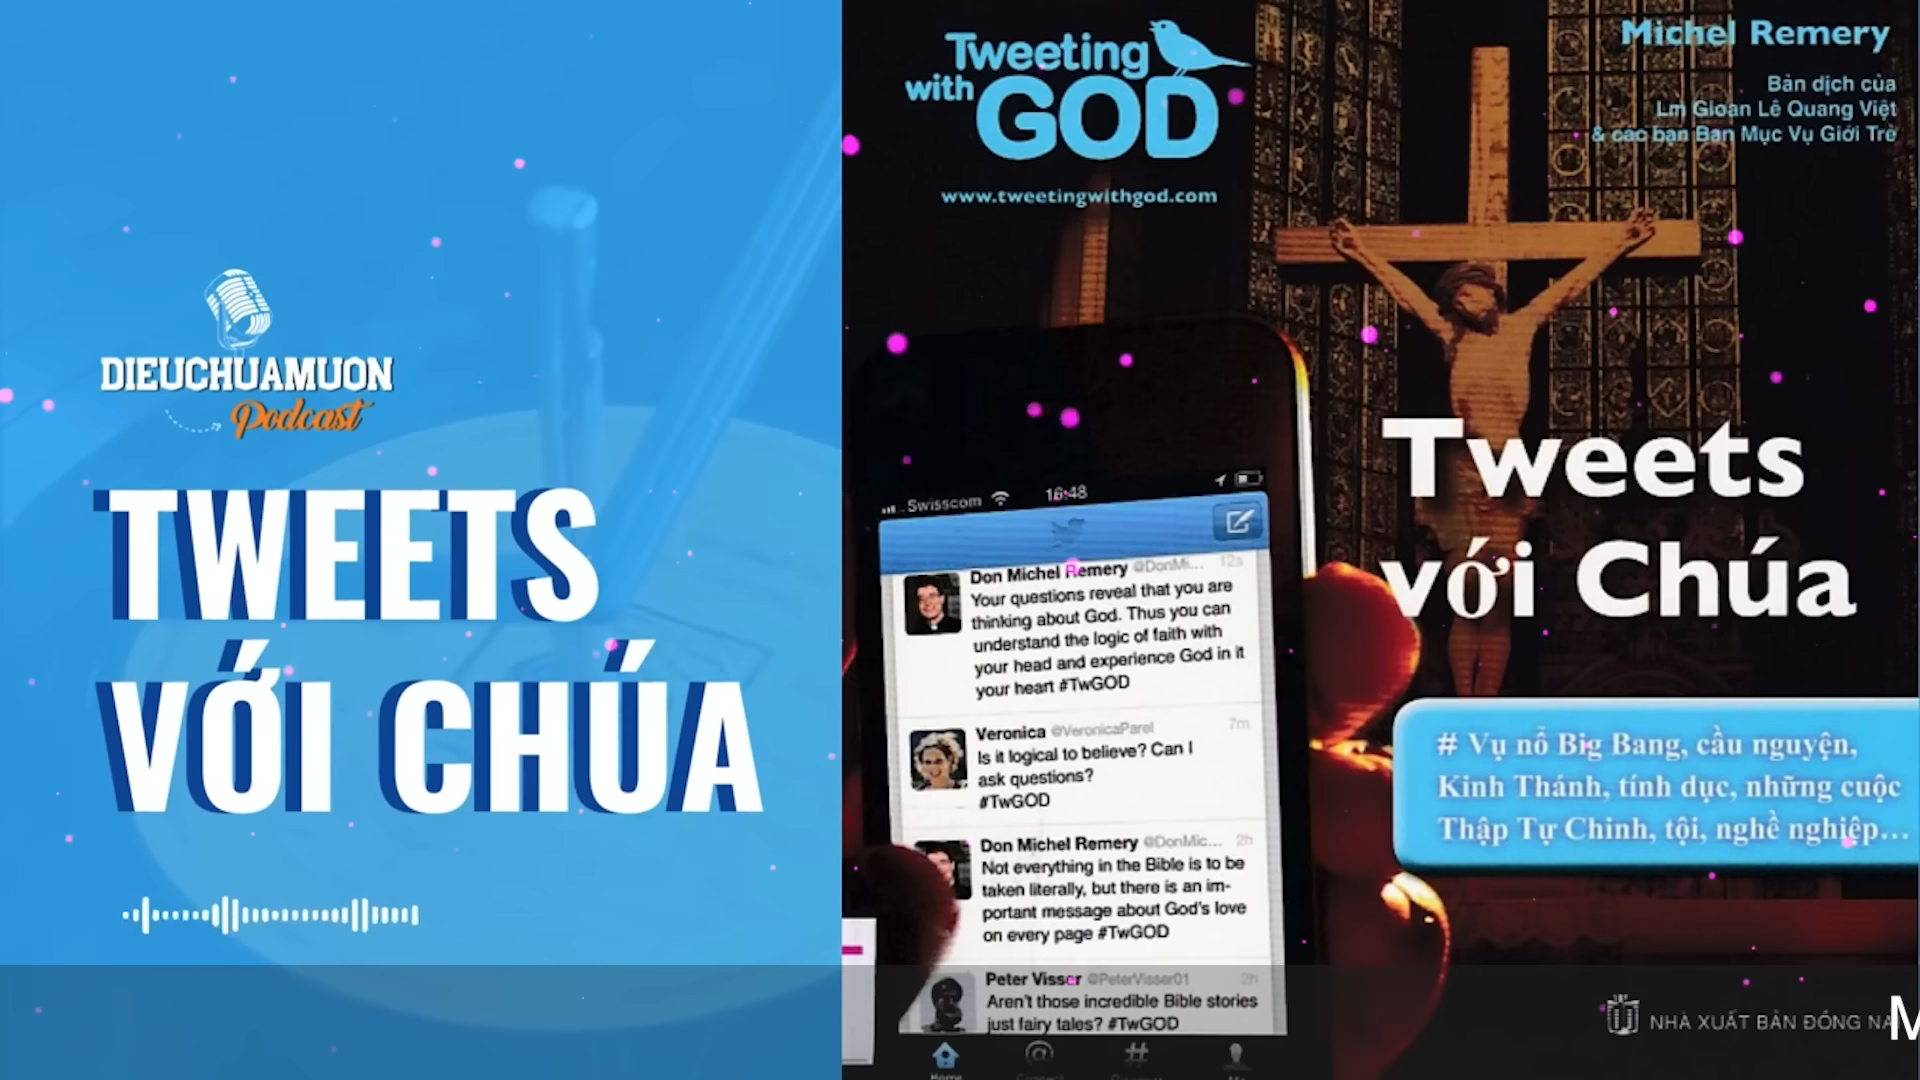 DIEUCHUAMUON
Podcast
TWEETS
VỚI CHÚA
Tweeting
with
GOD
www.tweetingwithgod.com
Michel Remery
Bản dịch của
Lm Gioan Lê Quang Việt
& các bạn Ban Mục Vụ Giới Trẻ
Tweets
với Chúa
Swisscom 16:48
Don Michel Remery @DonMi... 12s
Your questions reveal that you are
thinking about God. Thus you can
understand the logic of faith with
your head and experience God in it
your heart #TwGOD
Veronica @VeronicaParel 7m
Is it logical to believe? Can I
ask questions?
#TwGOD
Don Michel Remery @DonMic... 2h
Not everything in the Bible is to be
taken literally, but there is an im-
portant message about God's love
on every page #TwGOD
Peter Visser @PeterVisser01 2h
Aren't those incredible Bible stories
just fairy tales? #TwGOD
Home
# Vụ nổ Big Bang, cầu nguyện,
Kinh Thánh, tính dục, những cuộc
Thập Tự Chinh, tội, nghề nghiệp...
NHÀ XUẤT BẢN ĐỒNG NA
M